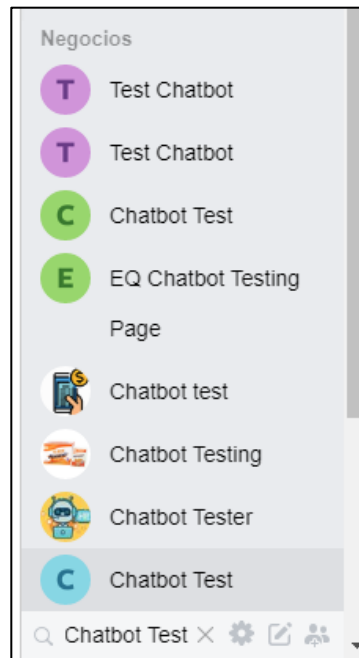 Negocios
T Test Chatbot
T Test Chatbot
C Chatbot Test
E EQ Chatbot Testing
Page
Chatbot test
Chatbot Testing
Chatbot Tester
C Chatbot Test
Chatbot Test